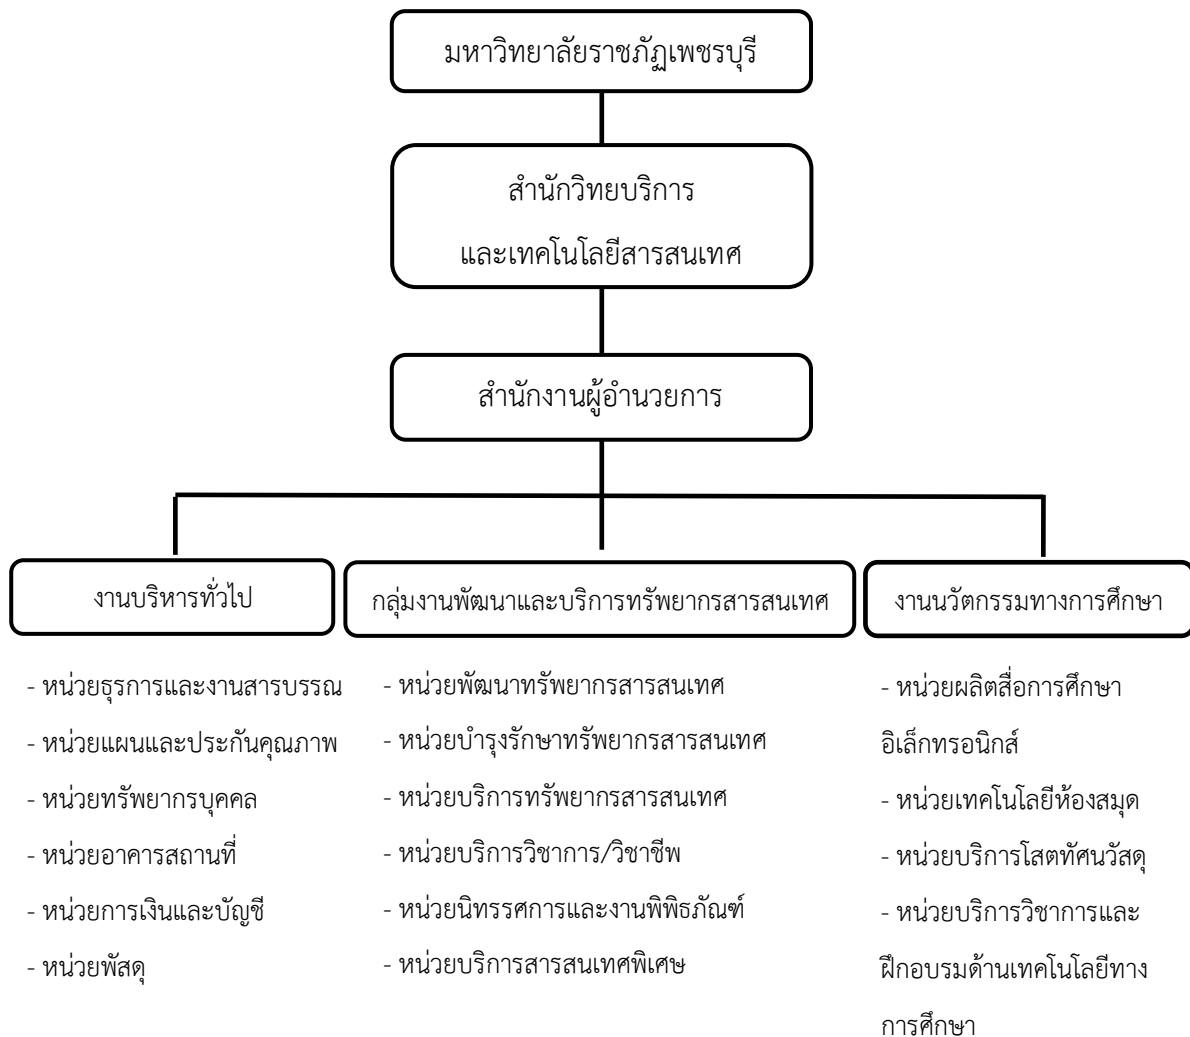 มหาวิทยาลัยราชภัฏเพชรบุรี
สำนักวิทยบริการ
และเทคโนโลยีสารสนเทศ
สำนักงานผู้อำนวยการ
งานบริหารทั่วไป
- หน่วยธุรการและงานสารบรรณ
- หน่วยแผนและประกันคุณภาพ
- หน่วยทรัพยากรบุคคล
- หน่วยอาคารสถานที่
- หน่วยการเงินและบัญชี
- หน่วยพัสดุ
กลุ่มงานพัฒนาและบริการทรัพยากรสารสนเทศ
- หน่วยพัฒนาทรัพยากรสารสนเทศ
- หน่วยบำรุงรักษาทรัพยากรสารสนเทศ
- หน่วยบริการทรัพยากรสารสนเทศ
- หน่วยบริการวิชาการ/วิชาชีพ
- หน่วยนิทรรศการและงานพิพิธภัณฑ์
- หน่วยบริการสารสนเทศพิเศษ
งานนวัตกรรมทางการศึกษา
- หน่วยผลิตสื่อการศึกษา
อิเล็กทรอนิกส์
- หน่วยเทคโนโลยีห้องสมุด
- หน่วยบริการโสตทัศนวัสดุ
- หน่วยบริการวิชาการและ
ฝึกอบรมด้านเทคโนโลยีทาง
การศึกษา